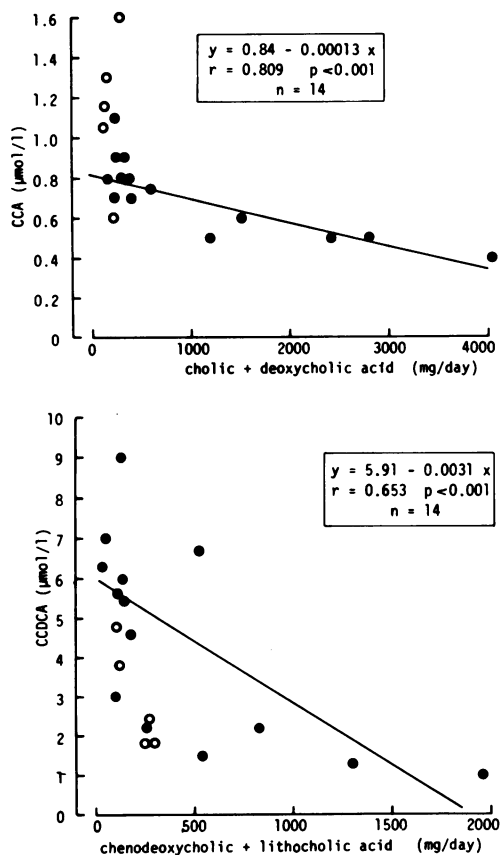 1.6
1.4
1.2
1.0
0.8
0.6
0.4
0.2
0
CCA (µmol/l)
y = 0.84 - 0.00013 x
r = 0.809 p <0.001
n = 14
0 1000 2000 3000 4000
cholic + deoxycholic acid (mg/day)
10
9
8
7
6
5
4
3
2
1
0
CCDCA (µmol/l)
y = 5.91 - 0.0031 x
r = 0.653 p <0.001
n = 14
0 500 1000 1500 2000
chenodeoxycholic + lithocholic acid (mg/day)